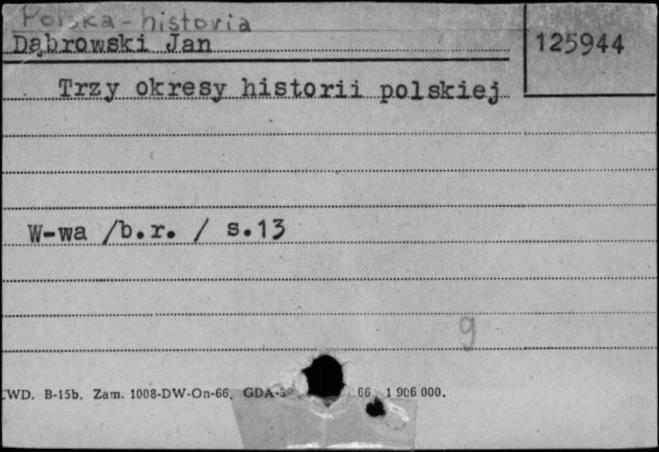 Polska - historia
Dąbrowski Jan
125944
Trzy okresy historii polskiej
W-wa /b.r. / s.13
g
WD. B-15b. Zam. 1008-DW-On-66. GDA- 66 1 906 000.